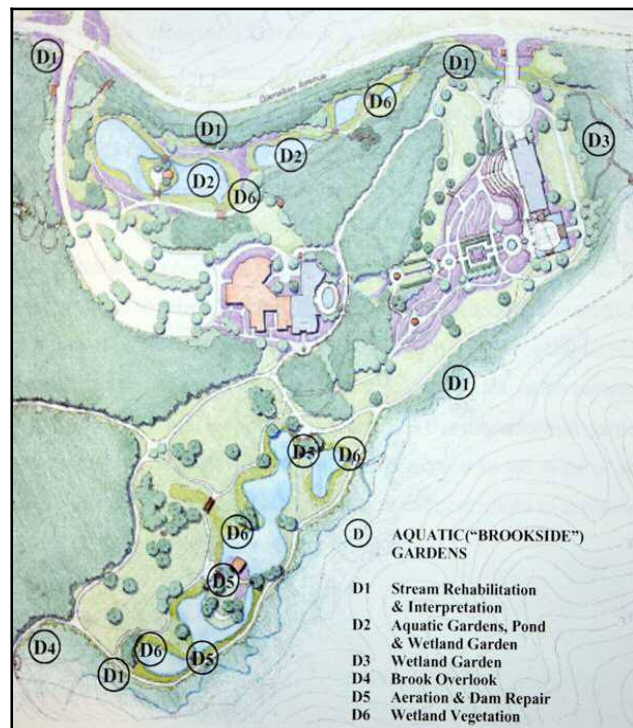 D1
D1
D6
D1
Operation Avenue
D2
D3
D2
D6
D1
D5
D6
D6
D5
D D6
D4
D1
D5
D AQUATIC("BROOKSIDE")
GARDENS
D1 Stream Rehabilitation
& Interpretation
D2 Aquatic Gardens, Pond
& Wetland Garden
D3 Wetland Garden
D4 Brook Overlook
D5 Aeration & Dam Repair
D6 Wetland Vegetation